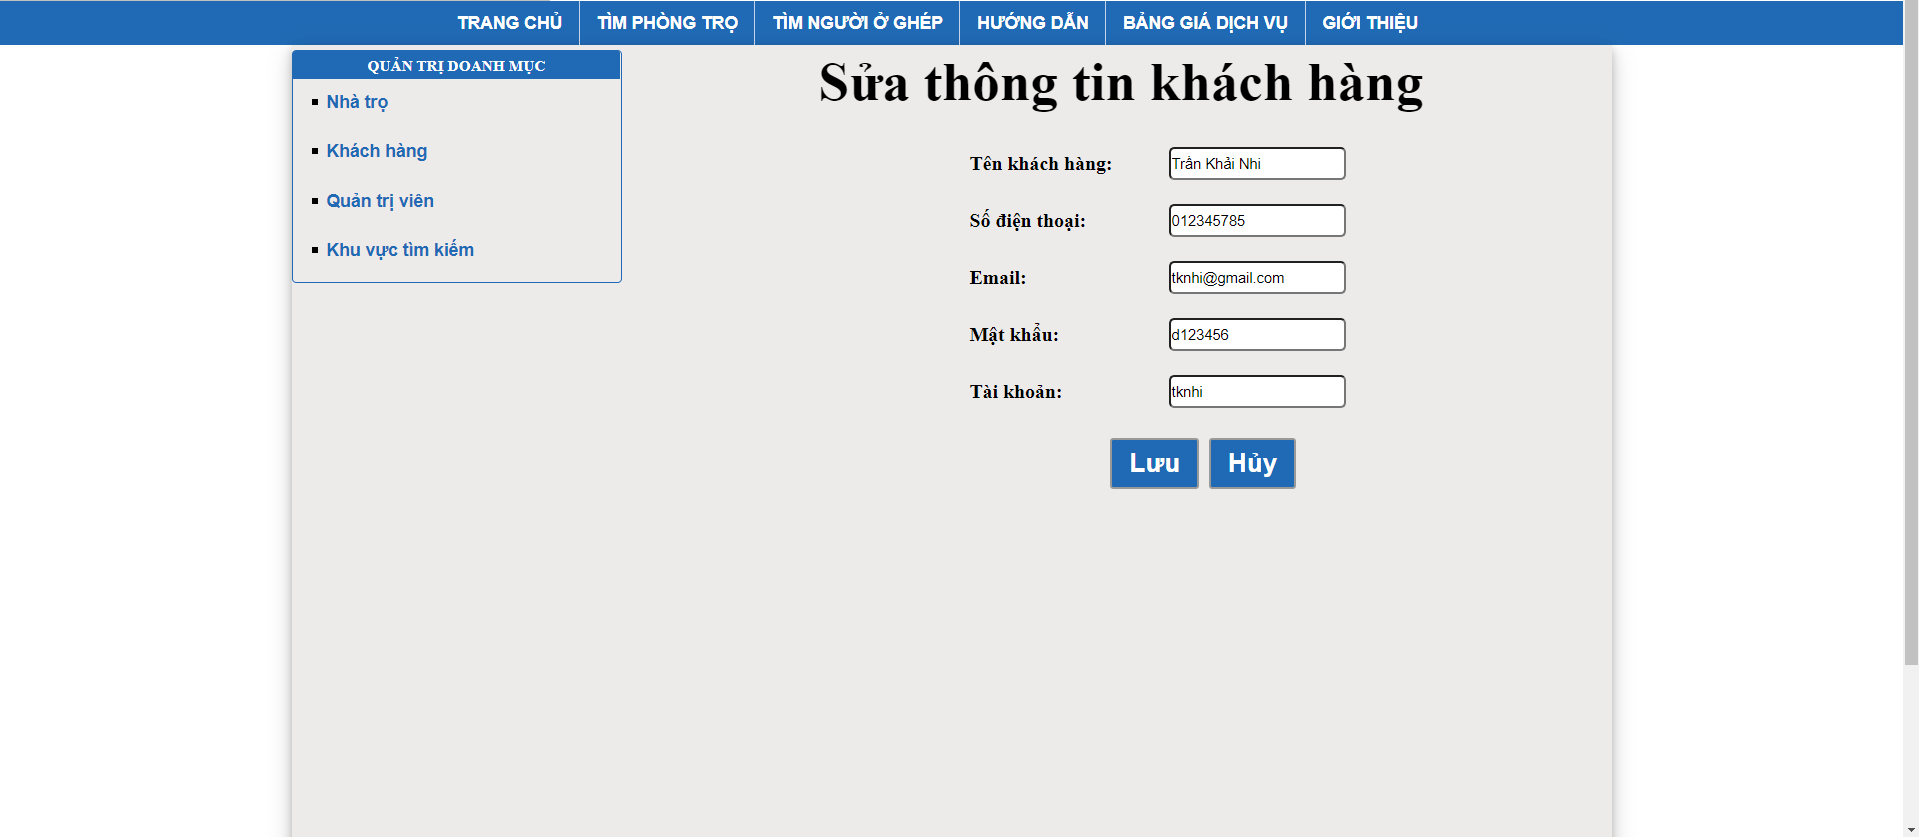 TRANG CHỦ TÌM PHÒNG TRỌ TÌM NGƯỜI Ở GHÉP HƯỚNG DẪN BẢNG GIÁ DỊCH VỤ GIỚI THIỆU
QUẢN TRỊ DOANH MỤC
Nhà trọ
Khách hàng
Quản trị viên
Khu vực tìm kiếm
Sửa thông tin khách hàng
Tên khách hàng: Trần Khải Nhi
Số điện thoại: 012345785
Email: tknhi@gmail.com
Mật khẩu: d123456
Tài khoản: tknhi
Lưu Hủy